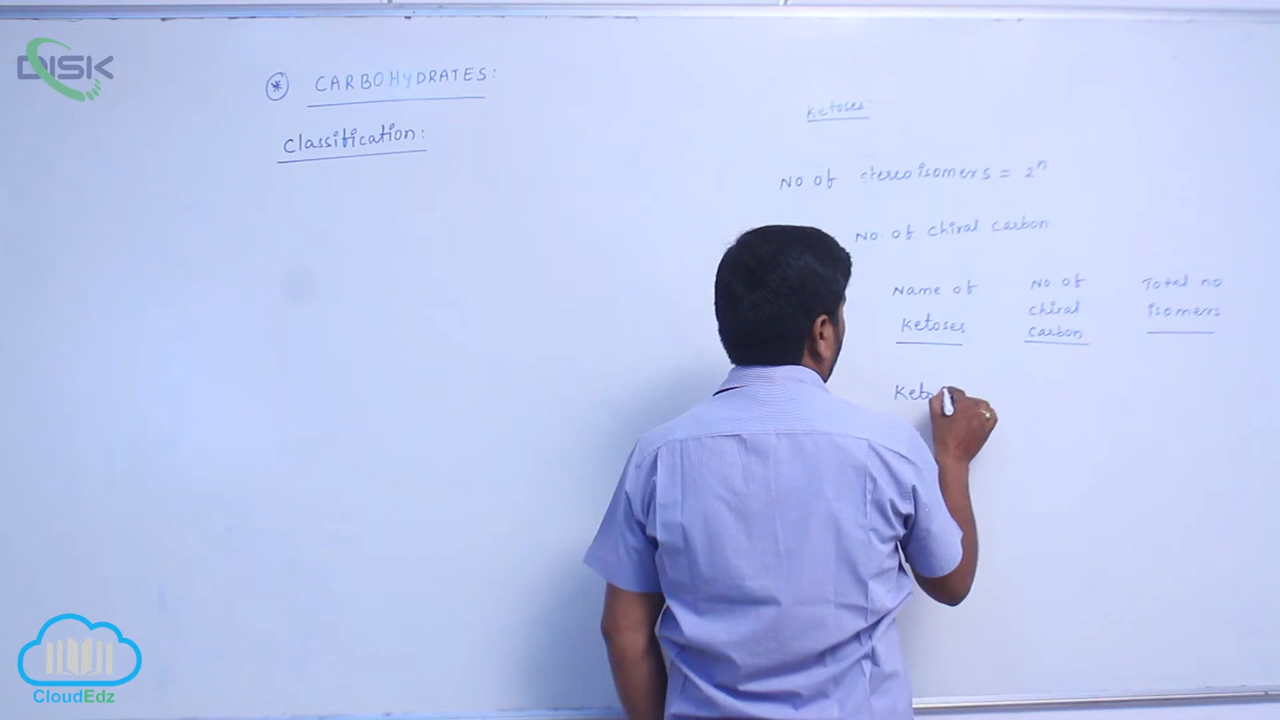 DISK
* CARBOHYDRATES:
Classification:
Ketoses:
No of stereoisomers = 2ⁿ
No. of chiral carbon
Name of Ketoses
No. of chiral carbon
Total no isomers
Keto
CloudEdz